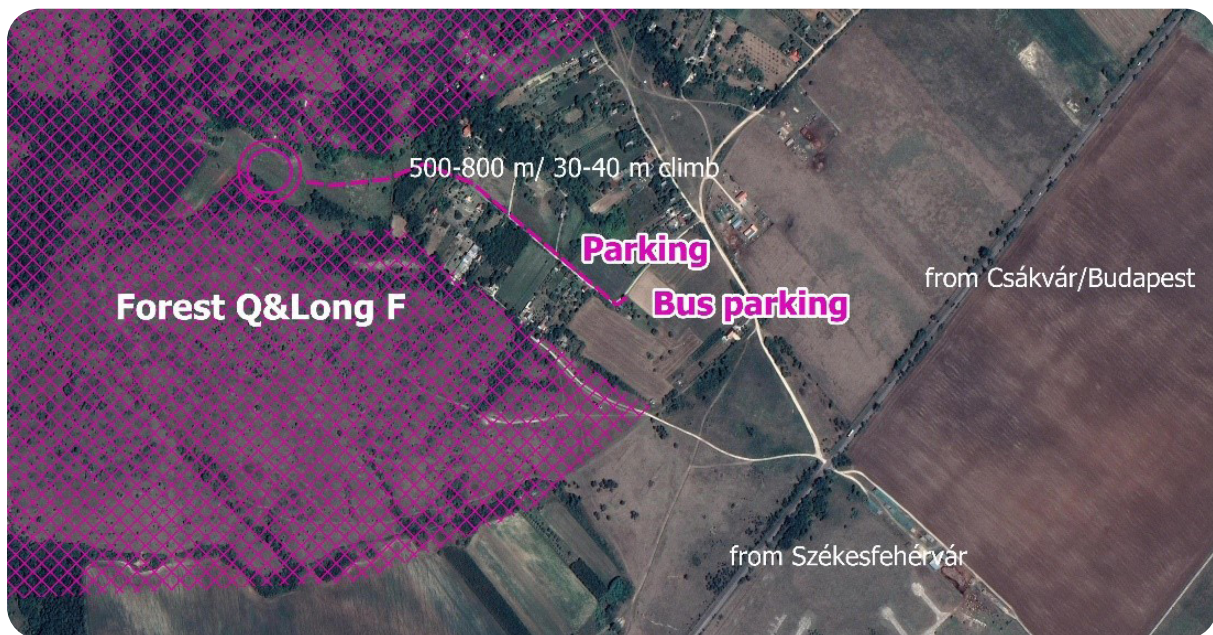 500-800 m/ 30-40 m climb
Parking
from Csákvár/Budapest
Bus parking
Forest Q&Long F
from Székesfehérvár